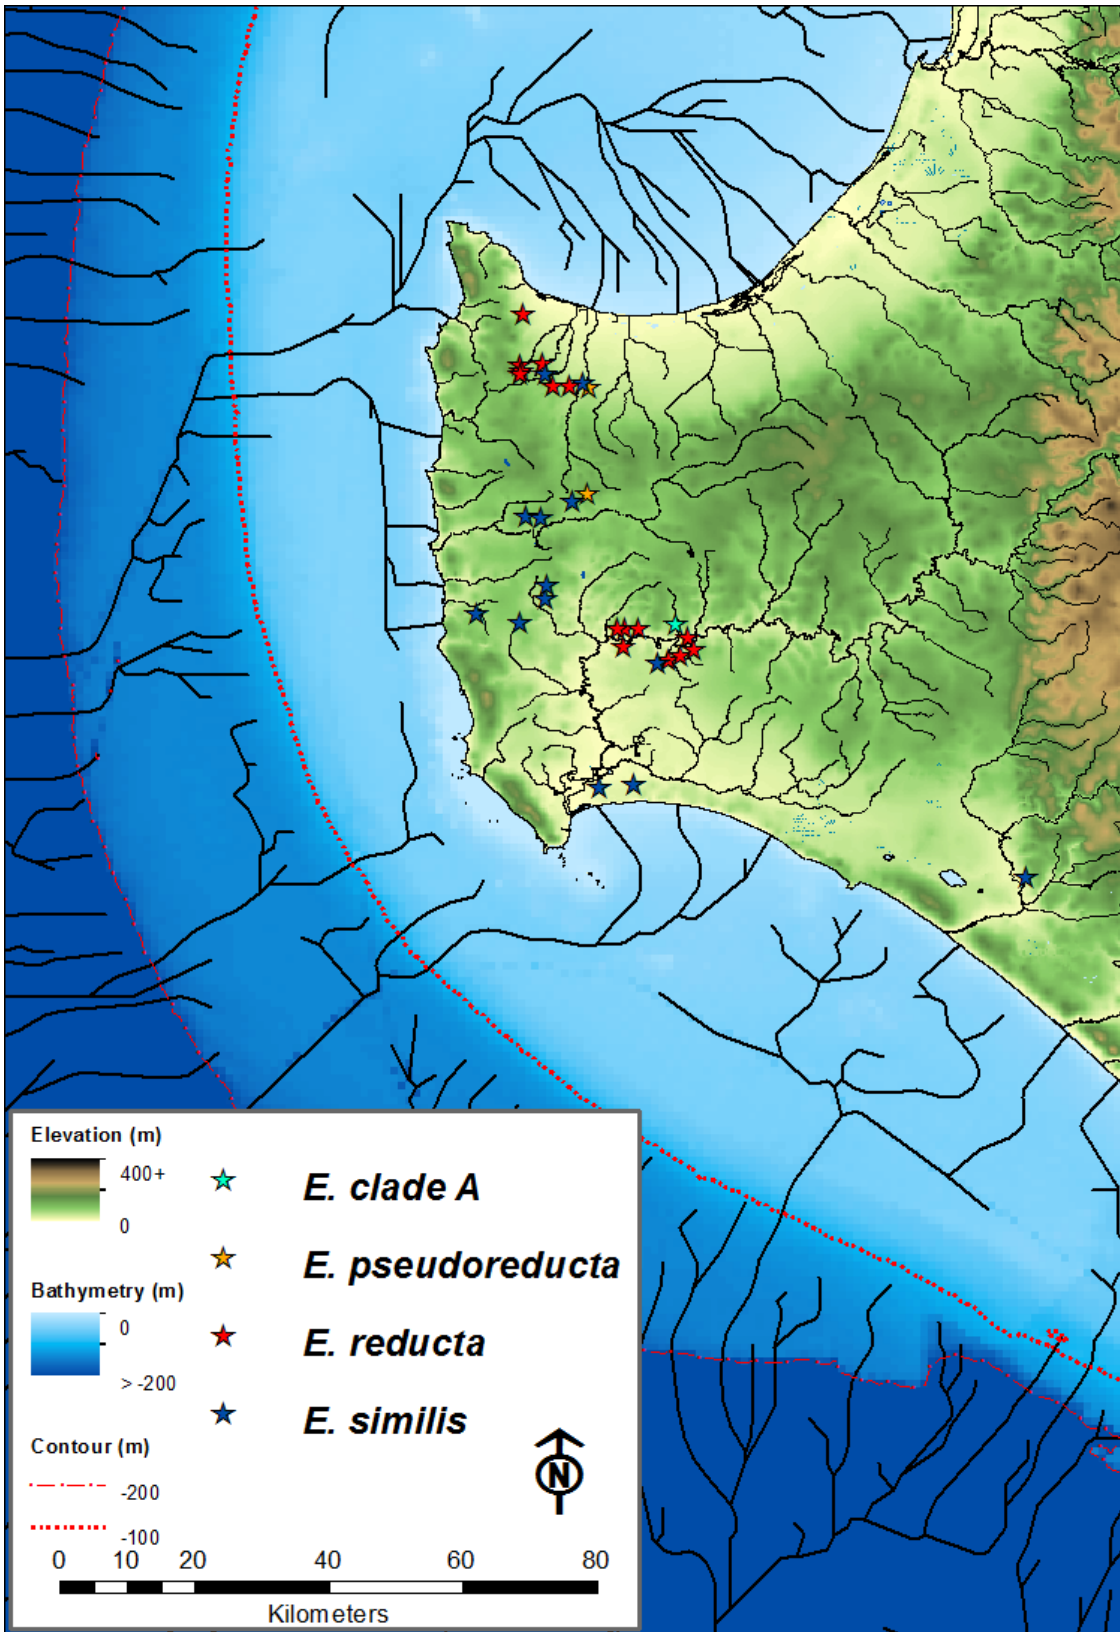 Elevation (m)
400+
0
Bathymetry (m)
0
> -200
Contour (m)
-200
-100
E. clade A
E. pseudoreducta
E. reducta
E. similis
N
0 10 20 40 60 80
Kilometers